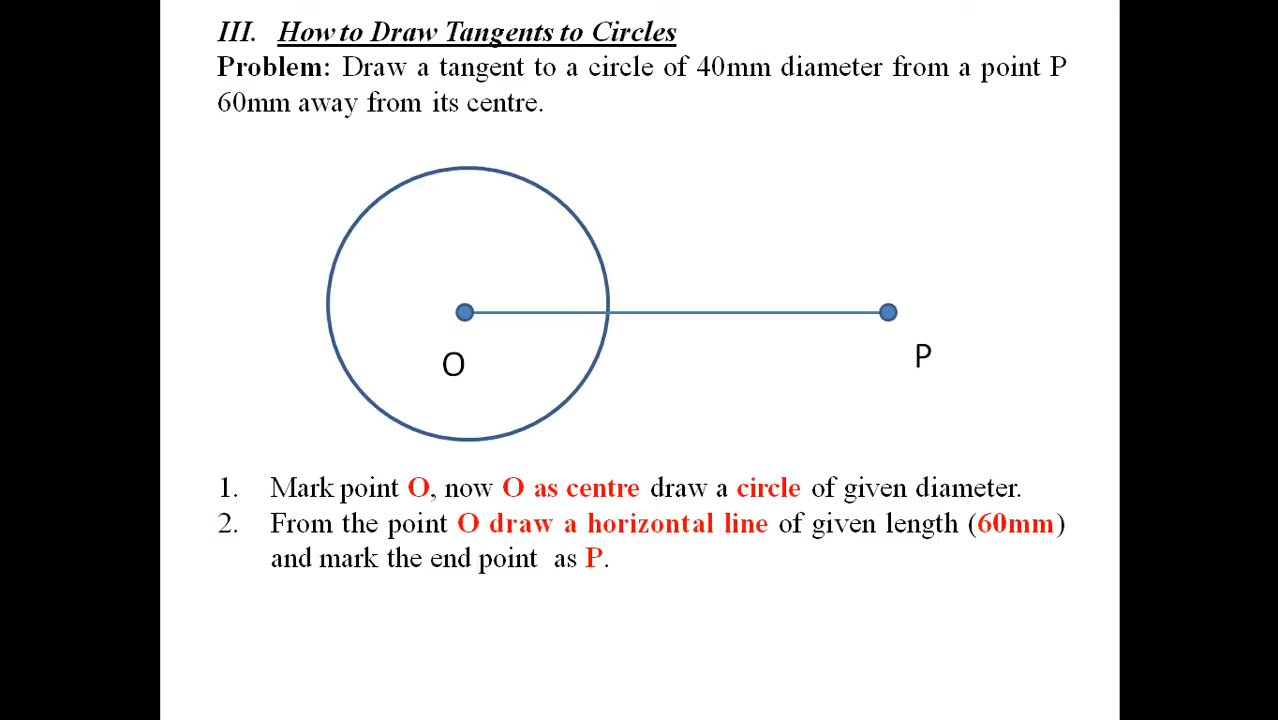 III. How to Draw Tangents to Circles
Problem: Draw a tangent to a circle of 40mm diameter from a point P
60mm away from its centre.
O
P
1. Mark point O, now O as centre draw a circle of given diameter.
2. From the point O draw a horizontal line of given length (60mm)
and mark the end point as P.